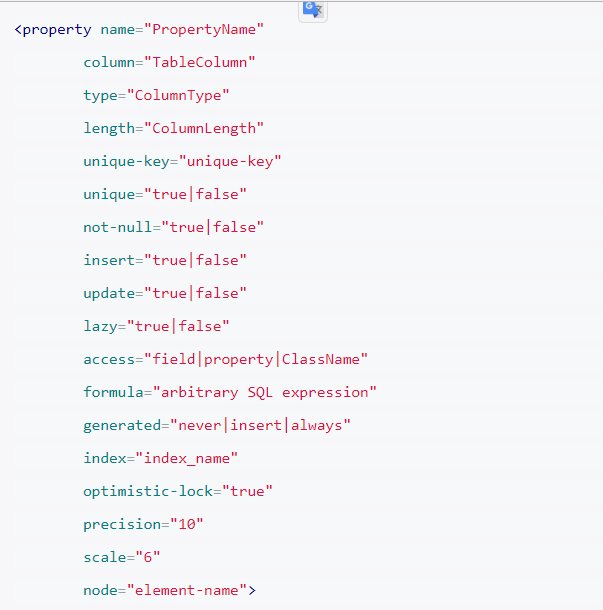 <property name="PropertyName"
column="TableColumn"
type="ColumnType"
length="ColumnLength"
unique-key="unique-key"
unique="true|false"
not-null="true|false"
insert="true|false"
update="true|false"
lazy="true|false"
access="field|property|ClassName"
formula="arbitrary SQL expression"
generated="never|insert|always"
index="index_name"
optimistic-lock="true"
precision="10"
scale="6"
node="element-name">